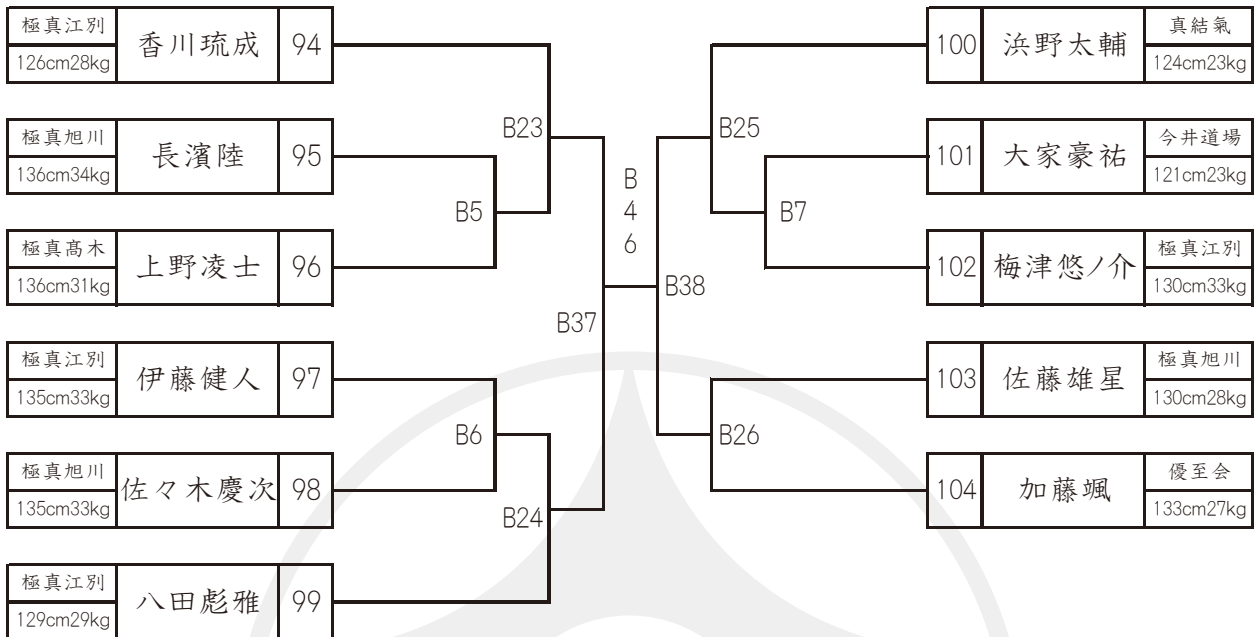 極真江別
香川琉成
94
126cm28kg
極真旭川
長濱陸
95
136cm34kg
極真髙木
上野凌士
96
136cm31kg
極真江別
伊藤健人
97
135cm33kg
極真旭川
佐々木慶次
98
135cm33kg
極真江別
八田彪雅
99
129cm29kg
B23
B5
B6
B24
B37
B
4
6
B38
B25
B7
B26
100
浜野太輔
真結氣
124cm23kg
101
大家豪祐
今井道場
121cm23kg
102
梅津悠ノ介
極真江別
130cm33kg
103
佐藤雄星
極真旭川
130cm28kg
104
加藤颯
優至会
133cm27kg